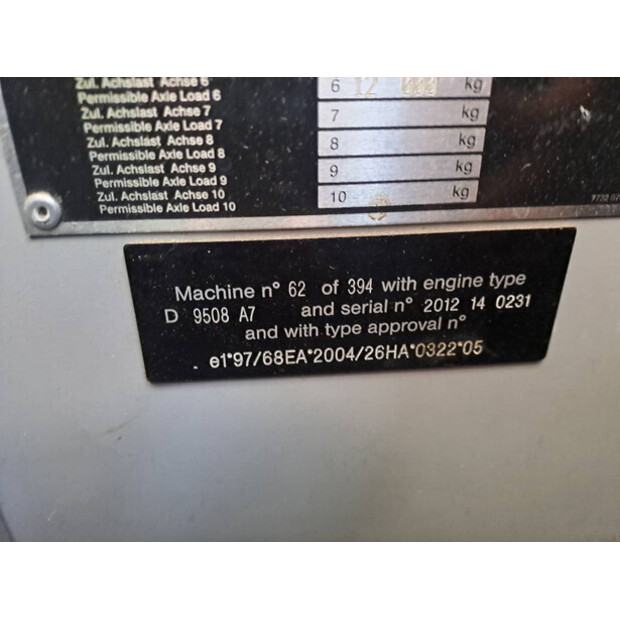 Zul. Achslast Achse 6
Permissible Axle Load 6
6 12 000 kg
Zul. Achslast Achse 7
Permissible Axle Load 7
7 kg
Zul. Achslast Achse 8
Permissible Axle Load 8
8 kg
Zul. Achslast Achse 9
Permissible Axle Load 9
9 kg
Zul. Achslast Achse 10
Permissible Axle Load 10
10 kg
Machine n° 62 of 394 with engine type
D 9508 A7 and serial n° 2012 14 0231
and with type approval n°
e1*97/68EA*2004/26HA*0322*05